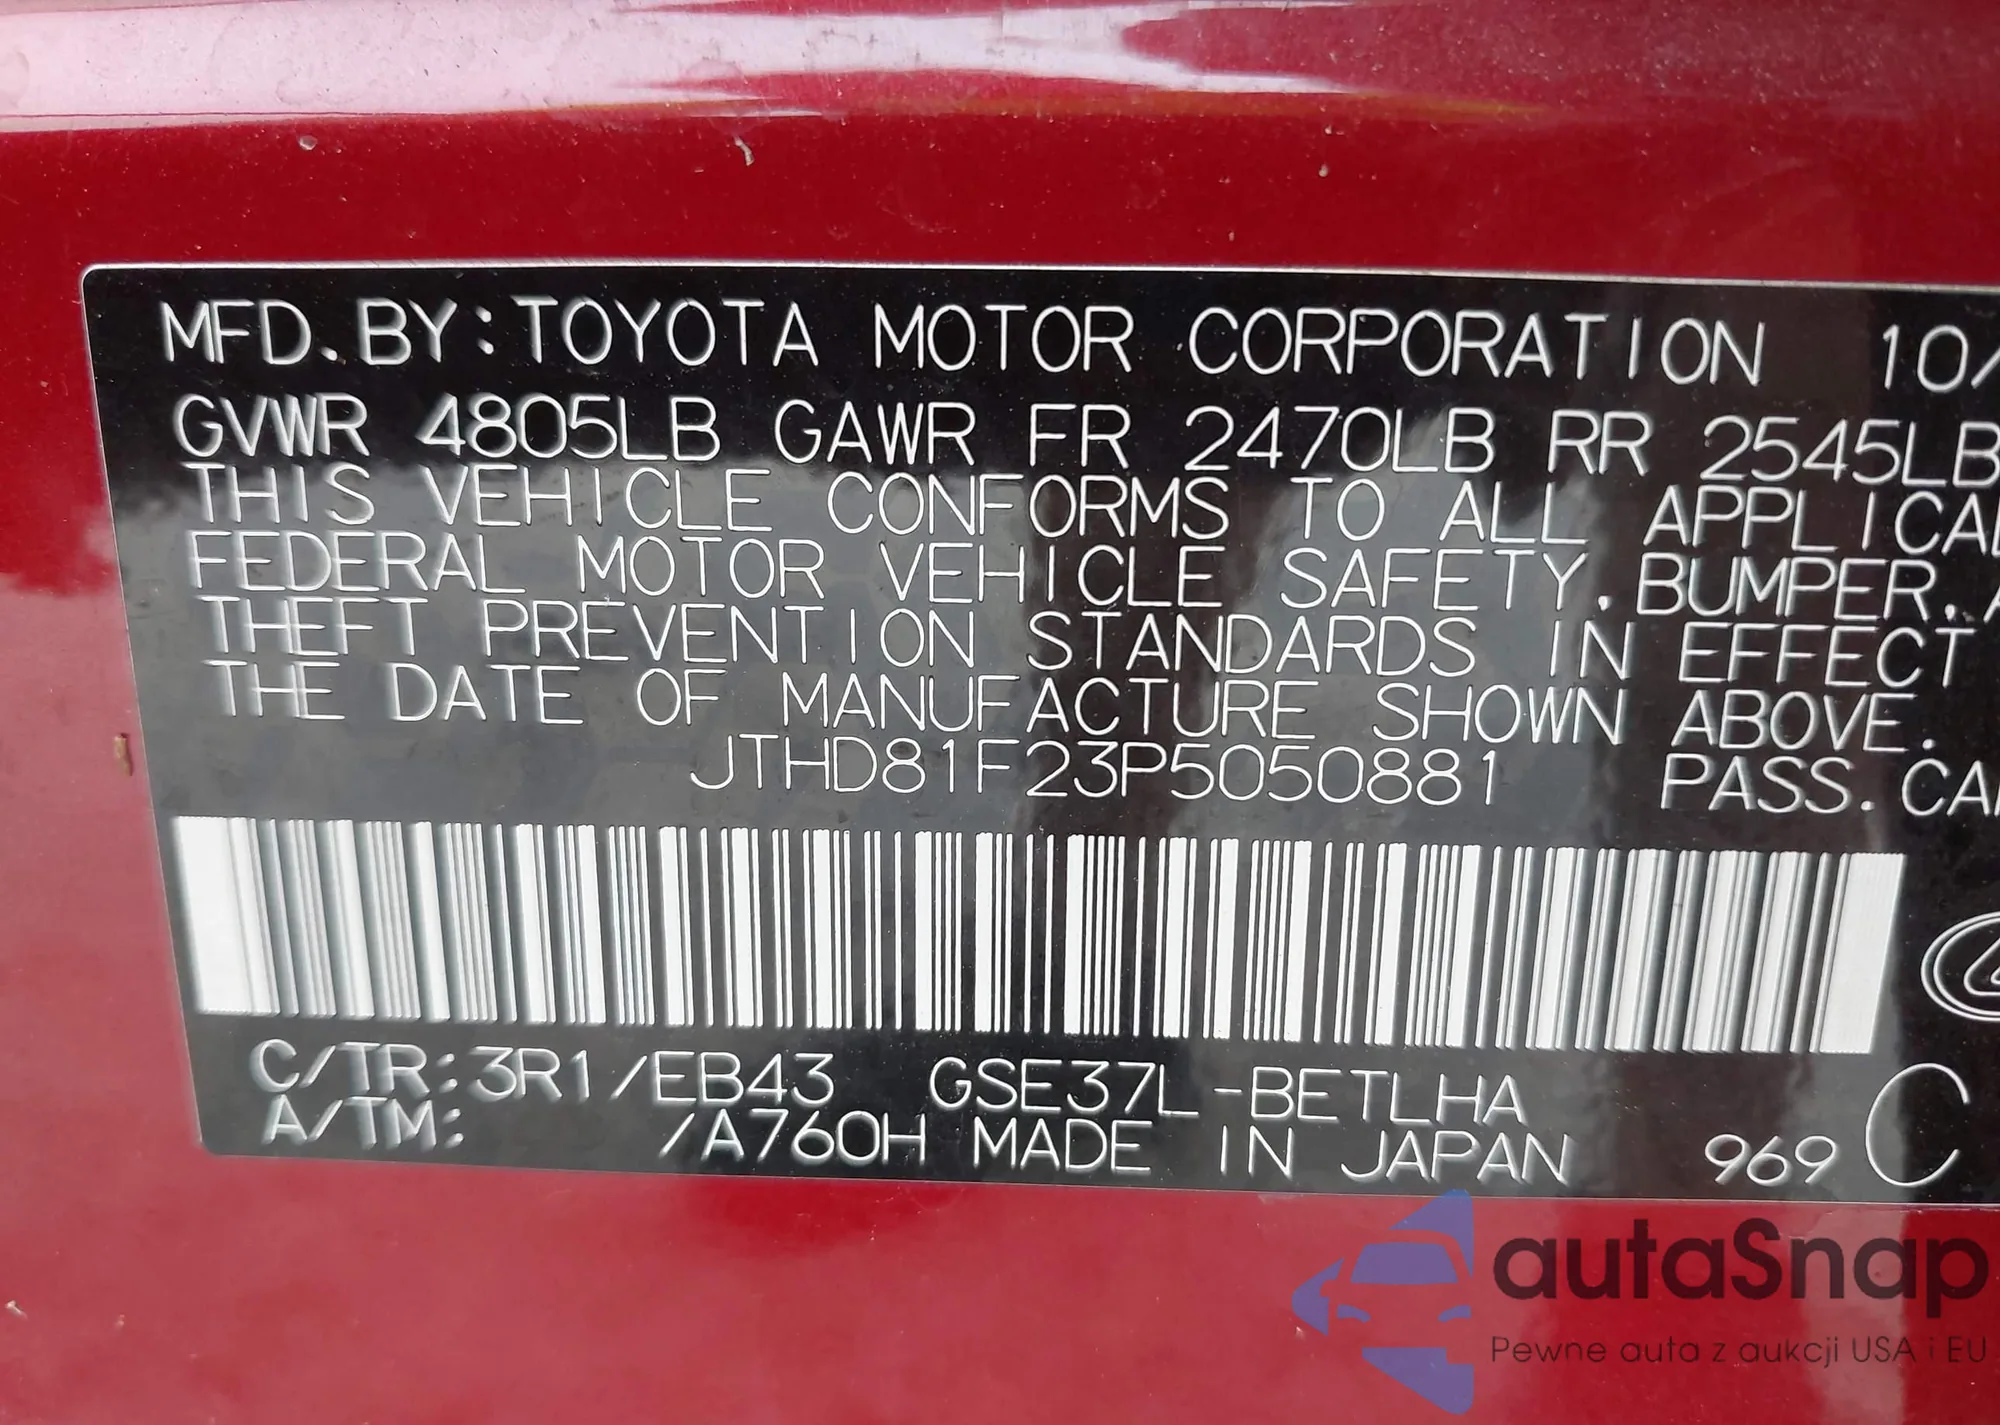 MFD. BY: TOYOTA MOTOR CORPORATION 10/
GVWR 4805LB GAWR FR 2470LB RR 2545LB
THIS VEHICLE CONFORMS TO ALL APPLICAL
FEDERAL MOTOR VEHICLE SAFETY, BUMPER, A
THEFT PREVENTION STANDARDS IN EFFECT
THE DATE OF MANUFACTURE SHOWN ABOVE.
JTHD81F23P5050881 PASS. CA
C/TR: 3R1/EB43 GSE37L-BETLHA
A/TM: /A760H MADE IN JAPAN 969 C
autoSnap
Pewne auta z aukcji USA i EU